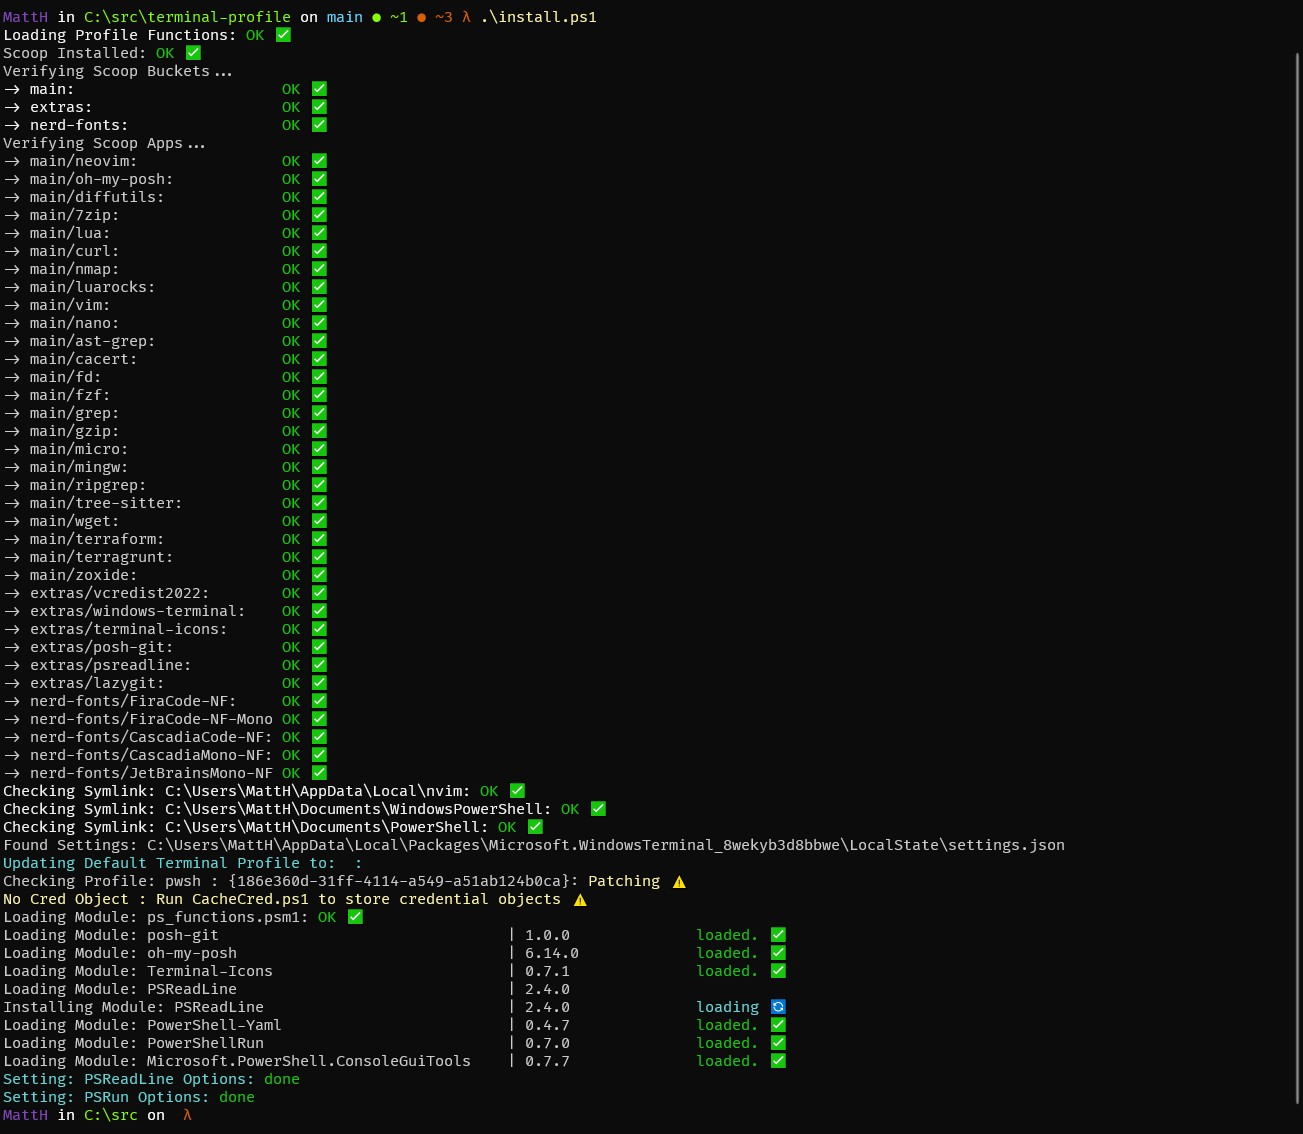 MattH in C:\src\terminal-profile on main ● ~1 ● ~3 λ .\install.ps1
Loading Profile Functions: OK ✅
Scoop Installed: OK ✅
Verifying Scoop Buckets...
→ main: OK ✅
→ extras: OK ✅
→ nerd-fonts: OK ✅
Verifying Scoop Apps...
→ main/neovim: OK ✅
→ main/oh-my-posh: OK ✅
→ main/diffutils: OK ✅
→ main/7zip: OK ✅
→ main/lua: OK ✅
→ main/curl: OK ✅
→ main/nmap: OK ✅
→ main/luarocks: OK ✅
→ main/vim: OK ✅
→ main/nano: OK ✅
→ main/ast-grep: OK ✅
→ main/cacert: OK ✅
→ main/fd: OK ✅
→ main/fzf: OK ✅
→ main/grep: OK ✅
→ main/gzip: OK ✅
→ main/micro: OK ✅
→ main/mingw: OK ✅
→ main/ripgrep: OK ✅
→ main/tree-sitter: OK ✅
→ main/wget: OK ✅
→ main/terraform: OK ✅
→ main/terragrunt: OK ✅
→ main/zoxide: OK ✅
→ extras/vcredist2022: OK ✅
→ extras/windows-terminal: OK ✅
→ extras/terminal-icons: OK ✅
→ extras/posh-git: OK ✅
→ extras/psreadline: OK ✅
→ extras/lazygit: OK ✅
→ nerd-fonts/FiraCode-NF: OK ✅
→ nerd-fonts/FiraCode-NF-Mono OK ✅
→ nerd-fonts/CascadiaCode-NF: OK ✅
→ nerd-fonts/CascadiaMono-NF: OK ✅
→ nerd-fonts/JetBrainsMono-NF OK ✅
Checking Symlink: C:\Users\MattH\AppData\Local\nvim: OK ✅
Checking Symlink: C:\Users\MattH\Documents\WindowsPowerShell: OK ✅
Checking Symlink: C:\Users\MattH\Documents\PowerShell: OK ✅
Found Settings: C:\Users\MattH\AppData\Local\Packages\Microsoft.WindowsTerminal_8wekyb3d8bbwe\LocalState\settings.json
Updating Default Terminal Profile to:  :
Checking Profile: pwsh : {186e360d-31ff-4114-a549-a51ab124b0ca}: Patching ⚠
No Cred Object : Run CacheCred.ps1 to store credential objects ⚠
Loading Module: ps_functions.psm1: OK ✅
Loading Module: posh-git | 1.0.0 loaded. ✅
Loading Module: oh-my-posh | 6.14.0 loaded. ✅
Loading Module: Terminal-Icons | 0.7.1 loaded. ✅
Loading Module: PSReadLine | 2.4.0
Installing Module: PSReadLine | 2.4.0 loading 🔄
Loading Module: PowerShell-Yaml | 0.4.7 loaded. ✅
Loading Module: PowerShellRun | 0.7.0 loaded. ✅
Loading Module: Microsoft.PowerShell.ConsoleGuiTools | 0.7.7 loaded. ✅
Setting: PSReadLine Options: done
Setting: PSRun Options: done
MattH in C:\src on  λ